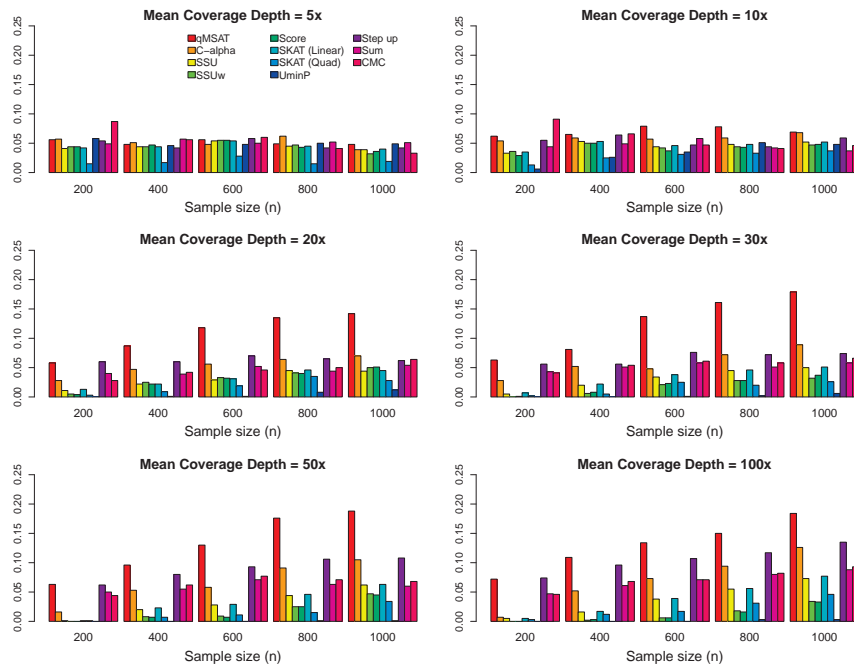 Mean Coverage Depth = 5x
0.00 0.05 0.10 0.15 0.20 0.25
qMSAT
C-alpha
SSU
SSUw
Score
SKAT (Linear)
SKAT (Quad)
UminP
Step up
Sum
CMC
200 400 600 800 1000
Sample size (n)
Mean Coverage Depth = 10x
0.00 0.05 0.10 0.15 0.20 0.25
200 400 600 800 1000
Sample size (n)
Mean Coverage Depth = 20x
0.00 0.05 0.10 0.15 0.20 0.25
200 400 600 800 1000
Sample size (n)
Mean Coverage Depth = 30x
0.00 0.05 0.10 0.15 0.20 0.25
200 400 600 800 1000
Sample size (n)
Mean Coverage Depth = 50x
0.00 0.05 0.10 0.15 0.20 0.25
200 400 600 800 1000
Sample size (n)
Mean Coverage Depth = 100x
0.00 0.05 0.10 0.15 0.20 0.25
200 400 600 800 1000
Sample size (n)